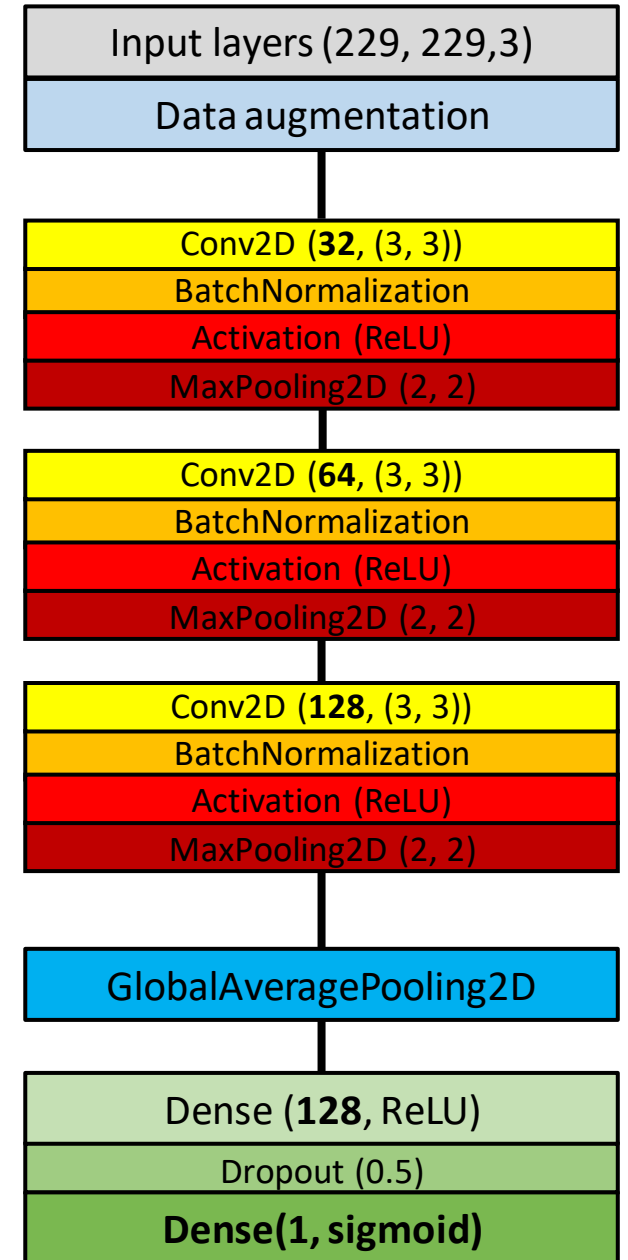 Input layers (229, 229,3)
Data augmentation
Conv2D (32, (3, 3))
BatchNormalization
Activation (ReLU)
MaxPooling2D (2, 2)
Conv2D (64, (3, 3))
BatchNormalization
Activation (ReLU)
MaxPooling2D (2, 2)
Conv2D (128, (3, 3))
BatchNormalization
Activation (ReLU)
MaxPooling2D (2, 2)
GlobalAveragePooling2D
Dense (128, ReLU)
Dropout (0.5)
Dense(1, sigmoid)